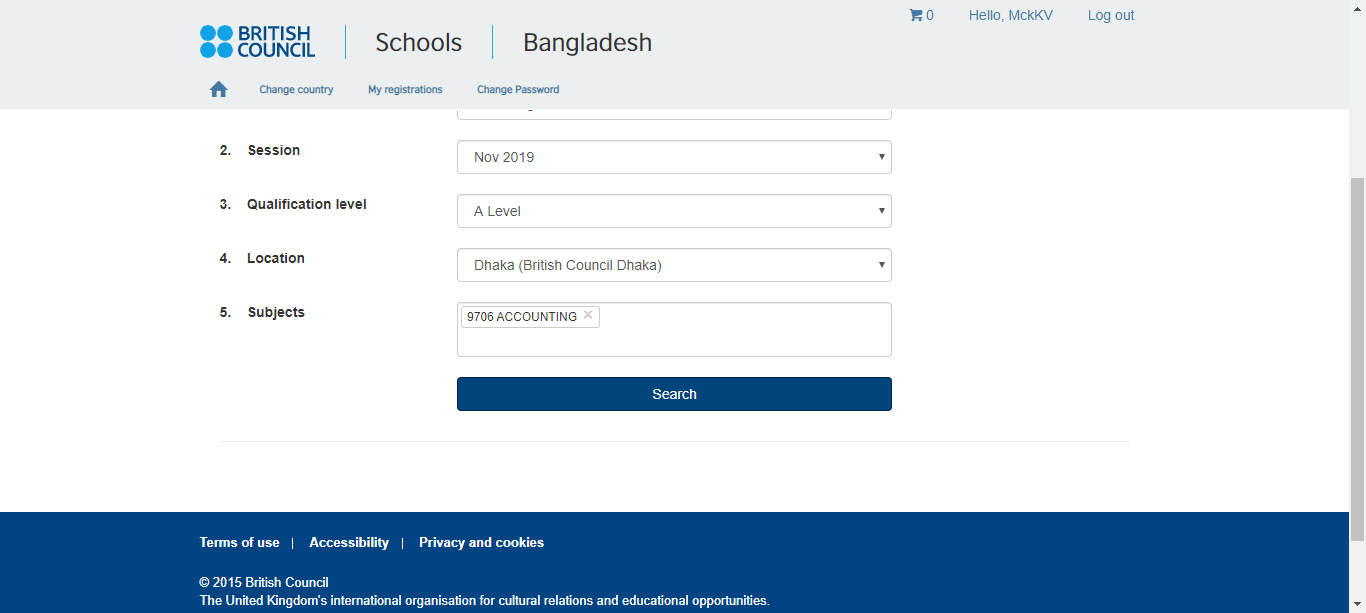 0 Hello, MckKV Log out
BRITISH
COUNCIL
Schools Bangladesh
Change country My registrations Change Password
2. Session Nov 2019
3. Qualification level A Level
4. Location Dhaka (British Council Dhaka)
5. Subjects 9706 ACCOUNTING ×
Search
Terms of use | Accessibility | Privacy and cookies
© 2015 British Council
The United Kingdom's international organisation for cultural relations and educational opportunities.